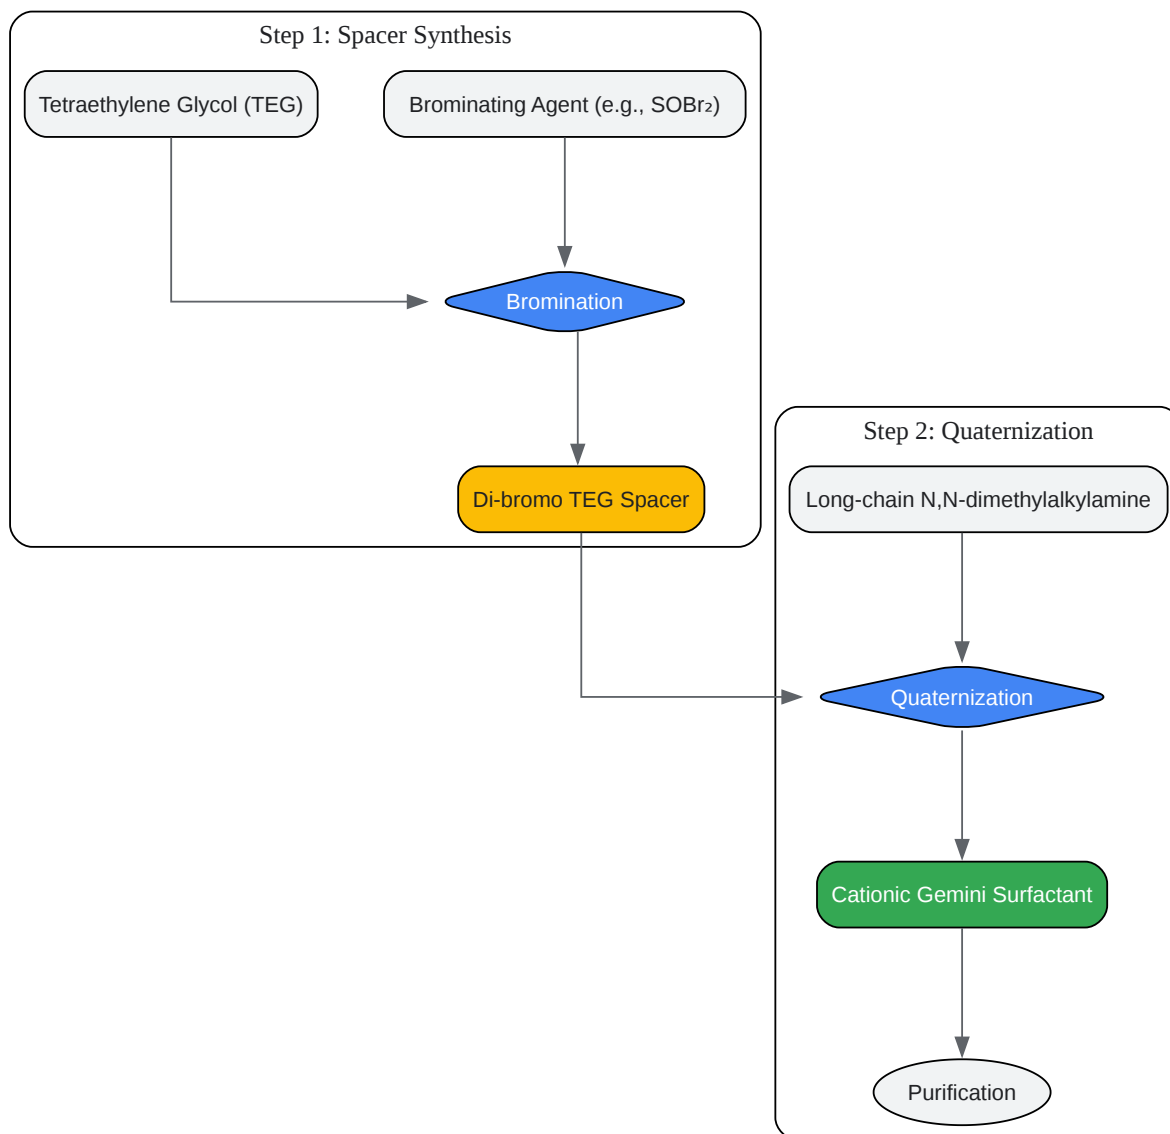 Step 1: Spacer Synthesis
Tetraethylene Glycol (TEG)
Brominating Agent (e.g., SOBr₂)
Bromination
Di-bromo TEG Spacer
Step 2: Quaternization
Long-chain N,N-dimethylalkylamine
Quaternization
Cationic Gemini Surfactant
Purification